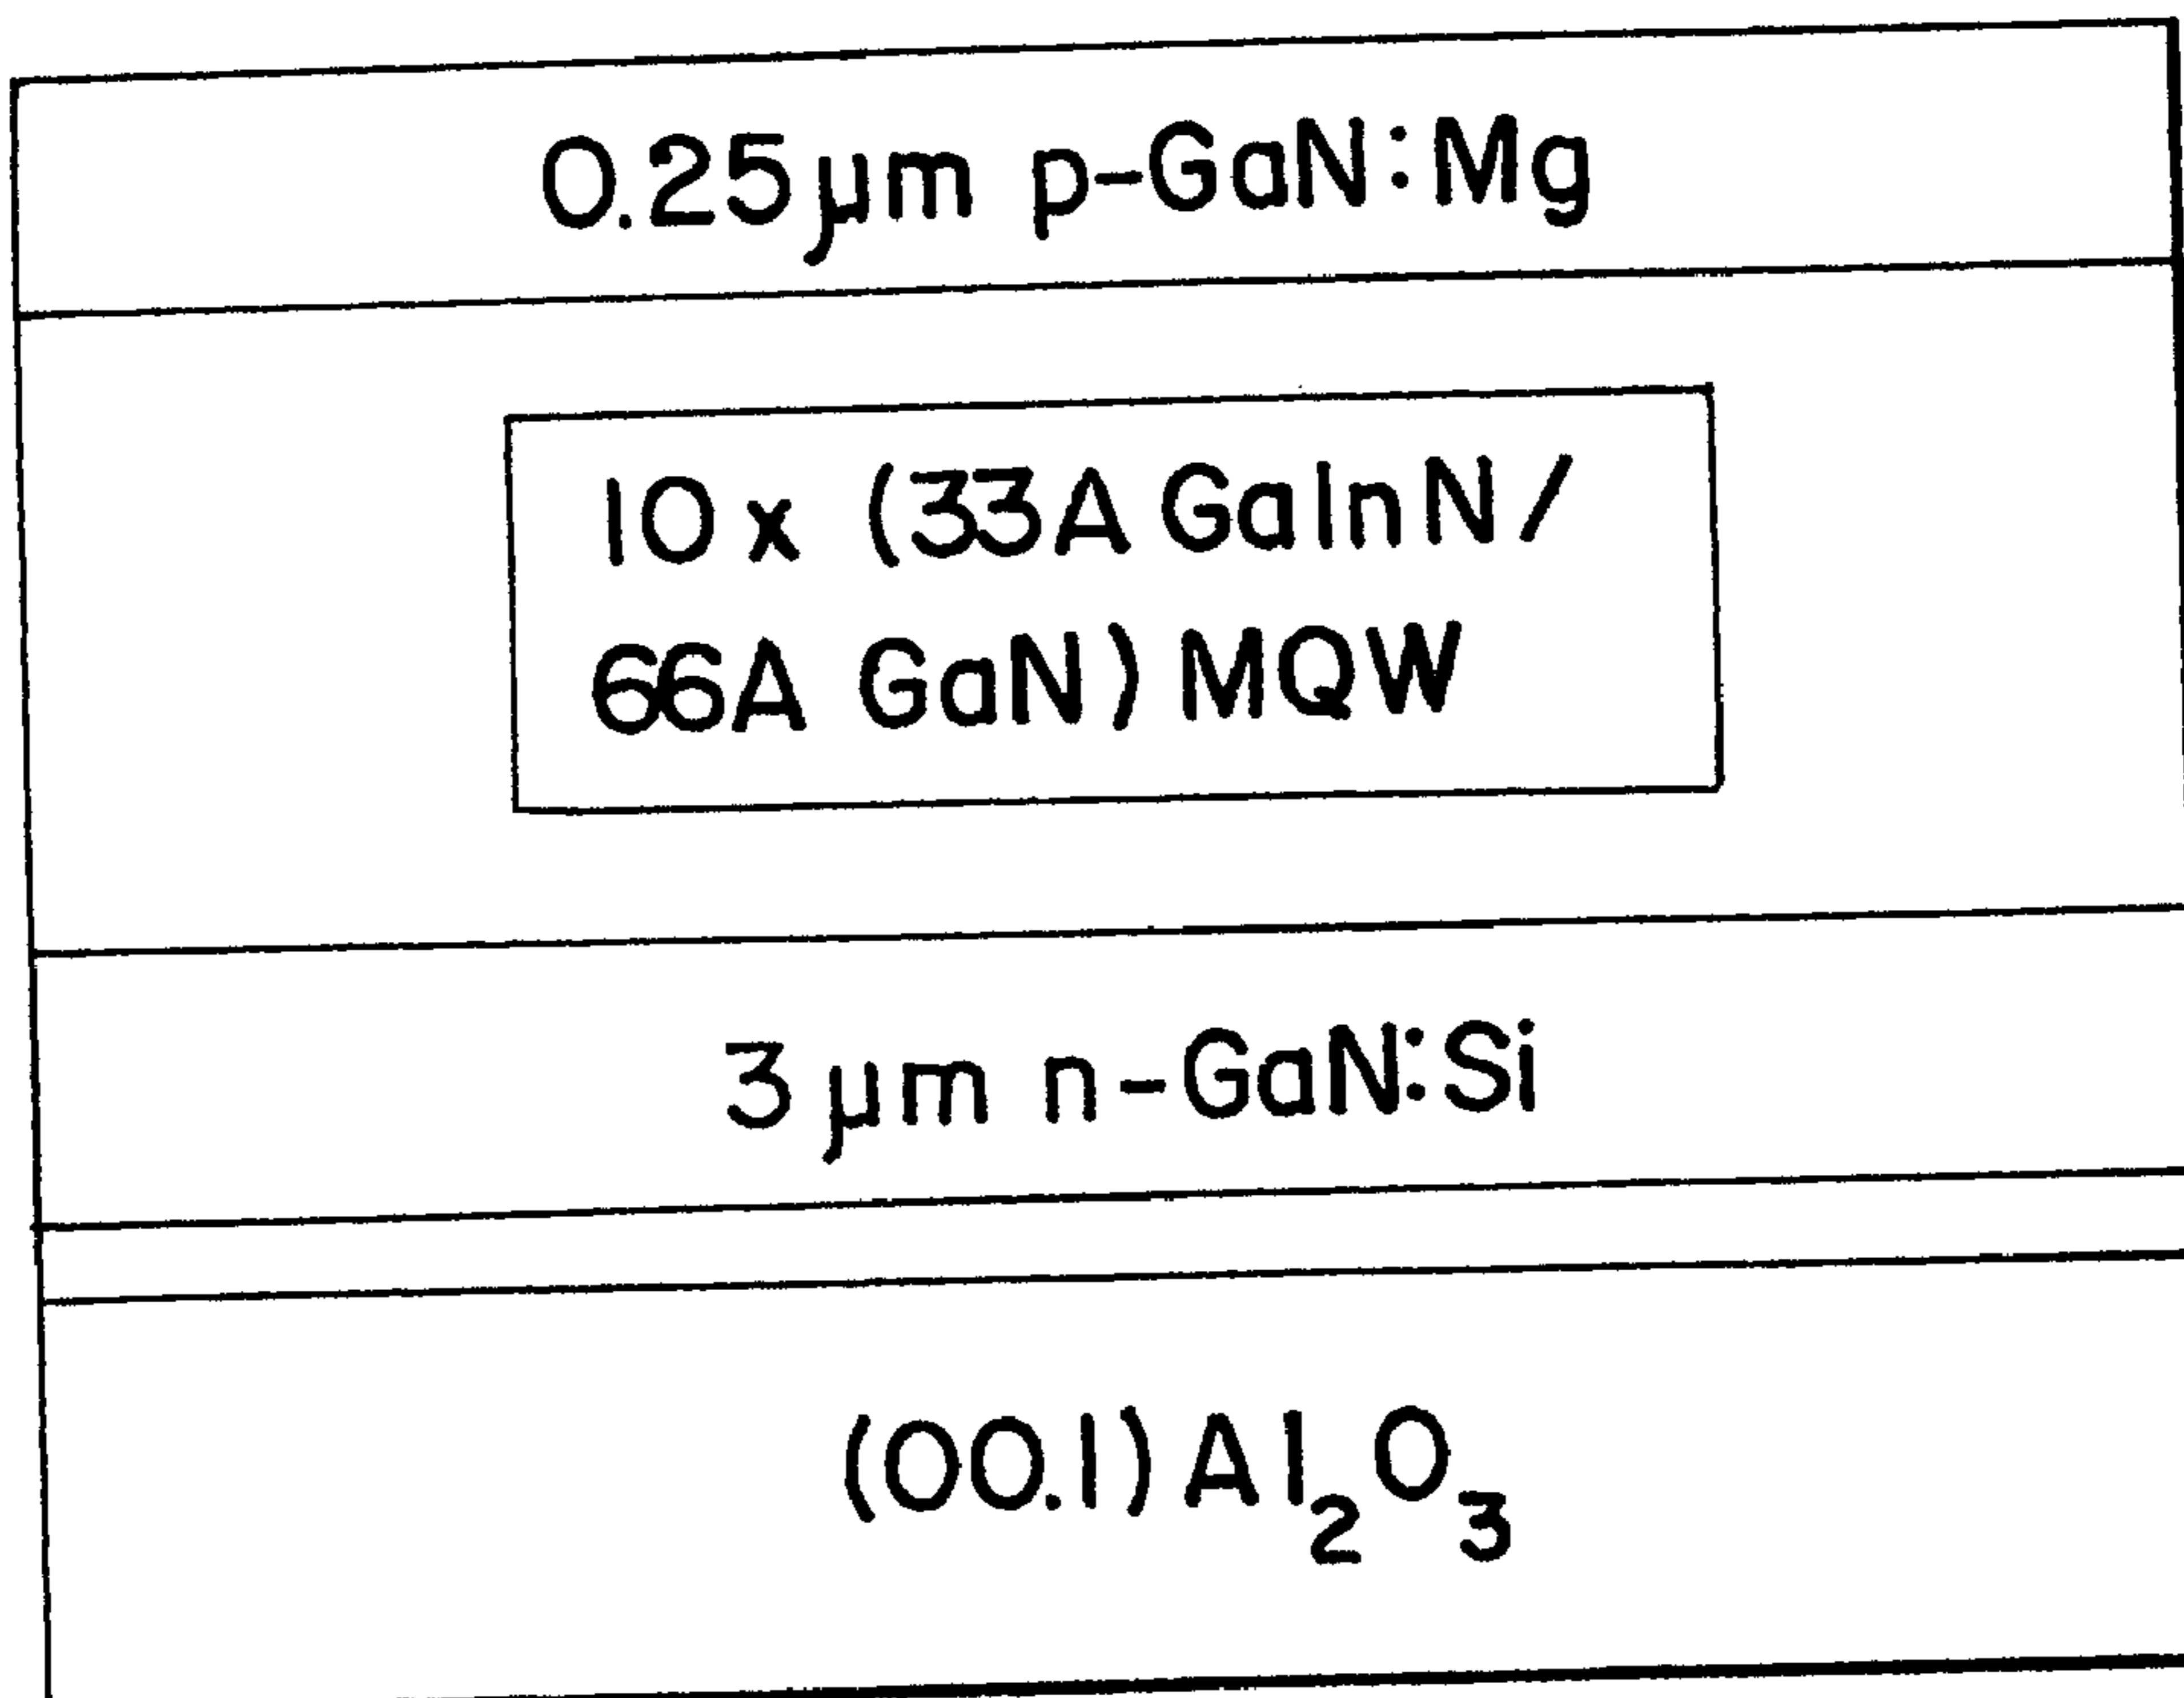 0.25µm p-GaN:Mg
10 x (33A GaInN/
66A GaN) MQW
3 µm n-GaN:Si
(00.1) Al₂O₃